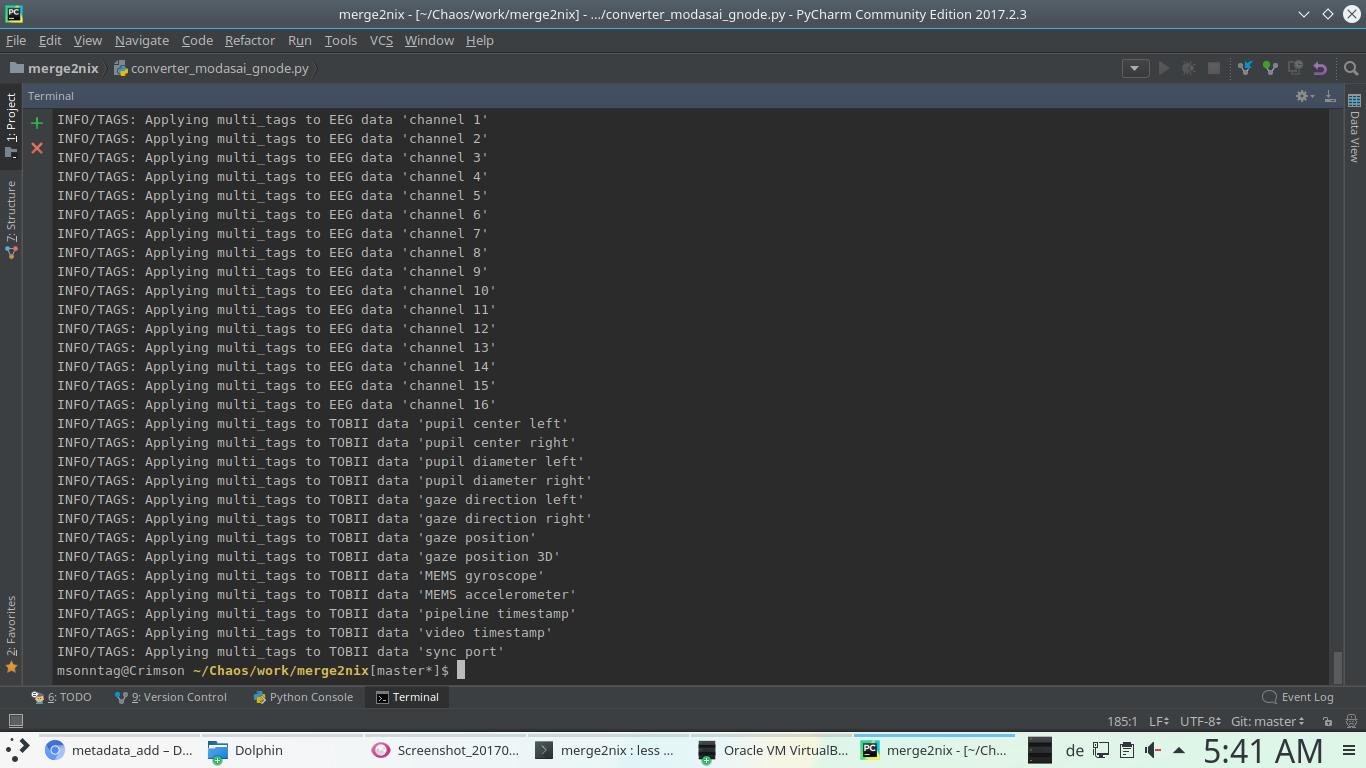 merge2nix - [~/Chaos/work/merge2nix] - .../converter_modasai_gnode.py - PyCharm Community Edition 2017.2.3
File Edit View Navigate Code Refactor Run Tools VCS Window Help
merge2nix converter_modasai_gnode.py
Terminal
1: Project
7: Structure
2: Favorites
Data View
INFO/TAGS: Applying multi_tags to EEG data 'channel 1'
INFO/TAGS: Applying multi_tags to EEG data 'channel 2'
INFO/TAGS: Applying multi_tags to EEG data 'channel 3'
INFO/TAGS: Applying multi_tags to EEG data 'channel 4'
INFO/TAGS: Applying multi_tags to EEG data 'channel 5'
INFO/TAGS: Applying multi_tags to EEG data 'channel 6'
INFO/TAGS: Applying multi_tags to EEG data 'channel 7'
INFO/TAGS: Applying multi_tags to EEG data 'channel 8'
INFO/TAGS: Applying multi_tags to EEG data 'channel 9'
INFO/TAGS: Applying multi_tags to EEG data 'channel 10'
INFO/TAGS: Applying multi_tags to EEG data 'channel 11'
INFO/TAGS: Applying multi_tags to EEG data 'channel 12'
INFO/TAGS: Applying multi_tags to EEG data 'channel 13'
INFO/TAGS: Applying multi_tags to EEG data 'channel 14'
INFO/TAGS: Applying multi_tags to EEG data 'channel 15'
INFO/TAGS: Applying multi_tags to EEG data 'channel 16'
INFO/TAGS: Applying multi_tags to TOBII data 'pupil center left'
INFO/TAGS: Applying multi_tags to TOBII data 'pupil center right'
INFO/TAGS: Applying multi_tags to TOBII data 'pupil diameter left'
INFO/TAGS: Applying multi_tags to TOBII data 'pupil diameter right'
INFO/TAGS: Applying multi_tags to TOBII data 'gaze direction left'
INFO/TAGS: Applying multi_tags to TOBII data 'gaze direction right'
INFO/TAGS: Applying multi_tags to TOBII data 'gaze position'
INFO/TAGS: Applying multi_tags to TOBII data 'gaze position 3D'
INFO/TAGS: Applying multi_tags to TOBII data 'MEMS gyroscope'
INFO/TAGS: Applying multi_tags to TOBII data 'MEMS accelerometer'
INFO/TAGS: Applying multi_tags to TOBII data 'pipeline timestamp'
INFO/TAGS: Applying multi_tags to TOBII data 'video timestamp'
INFO/TAGS: Applying multi_tags to TOBII data 'sync port'
msonntag@Crimson ~/Chaos/work/merge2nix[master*]$
6: TODO 9: Version Control Python Console Terminal Event Log
185:1 LF UTF-8 Git: master
metadata_add – D... Dolphin Screenshot_20170... merge2nix : less ... Oracle VM VirtualB... merge2nix - [~/Ch... de 5:41 AM